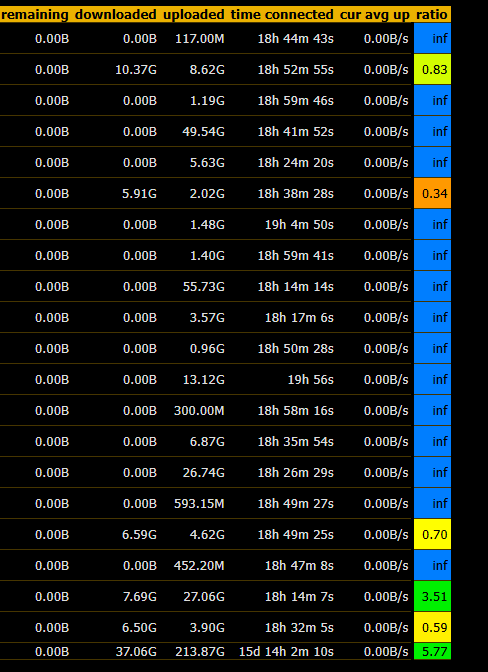 remaining downloaded uploaded time connected cur avg up ratio
0.00B 0.00B 117.00M 18h 44m 43s 0.00B/s inf
0.00B 10.37G 8.62G 18h 52m 55s 0.00B/s 0.83
0.00B 0.00B 1.19G 18h 59m 46s 0.00B/s inf
0.00B 0.00B 49.54G 18h 41m 52s 0.00B/s inf
0.00B 0.00B 5.63G 18h 24m 20s 0.00B/s inf
0.00B 5.91G 2.02G 18h 38m 28s 0.00B/s 0.34
0.00B 0.00B 1.48G 19h 4m 50s 0.00B/s inf
0.00B 0.00B 1.40G 18h 59m 41s 0.00B/s inf
0.00B 0.00B 55.73G 18h 14m 14s 0.00B/s inf
0.00B 0.00B 3.57G 18h 17m 6s 0.00B/s inf
0.00B 0.00B 0.96G 18h 50m 28s 0.00B/s inf
0.00B 0.00B 13.12G 19h 56s 0.00B/s inf
0.00B 0.00B 300.00M 18h 58m 16s 0.00B/s inf
0.00B 0.00B 6.87G 18h 35m 54s 0.00B/s inf
0.00B 0.00B 26.74G 18h 26m 29s 0.00B/s inf
0.00B 0.00B 593.15M 18h 49m 27s 0.00B/s inf
0.00B 6.59G 4.62G 18h 49m 25s 0.00B/s 0.70
0.00B 0.00B 452.20M 18h 47m 8s 0.00B/s inf
0.00B 7.69G 27.06G 18h 14m 7s 0.00B/s 3.51
0.00B 6.50G 3.90G 18h 32m 5s 0.00B/s 0.59
0.00B 37.06G 213.87G 15d 14h 2m 10s 0.00B/s 5.77